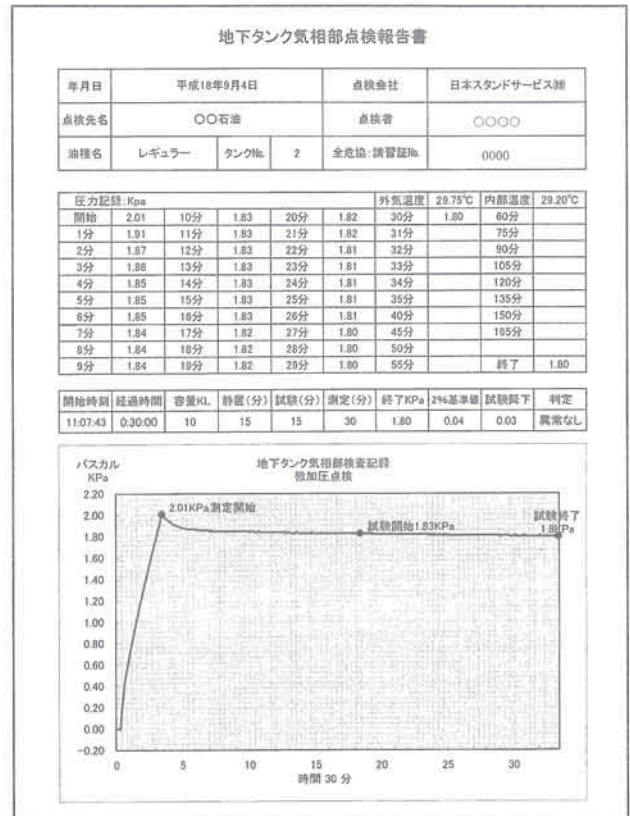 地下タンク気相部点検報告書
年月日 平成18年9月4日 点検会社 日本スタンドサービス㈱
点検先名 〇〇石油 点検者 〇〇〇〇
油種名 レギュラー タンクNo. 2 全危協:講習証No. 0000
圧力記録:Kpa 外気温度 29.75℃ 内部温度 29.20℃
開始 2.01 10分 1.83 20分 1.82 30分 1.80 60分
1分 1.91 11分 1.83 21分 1.82 31分 75分
2分 1.87 12分 1.83 22分 1.81 32分 90分
3分 1.86 13分 1.83 23分 1.81 33分 105分
4分 1.85 14分 1.83 24分 1.81 34分 120分
5分 1.85 15分 1.83 25分 1.81 35分 135分
6分 1.85 16分 1.83 26分 1.81 40分 150分
7分 1.84 17分 1.82 27分 1.80 45分 165分
8分 1.84 18分 1.82 28分 1.80 50分
9分 1.84 19分 1.82 29分 1.80 55分 終了 1.80
開始時刻 経過時間 容量KL 静置(分) 試験(分) 測定(分) 終了KPa 2%基準値 試験降下 判定
11:07:43 0:30:00 10 15 15 30 1.80 0.04 0.03 異常なし
パスカル 地下タンク気相部検査記録
KPa 微加圧点検
2.20
2.01KPa測定開始
試験終了
2.00
試験開始1.83KPa
1.8KPa
1.80
1.60
1.40
1.20
1.00
0.80
0.60
0.40
0.20
0.00
-0.20
0 5 10 15 20 25 30
時間 30 分